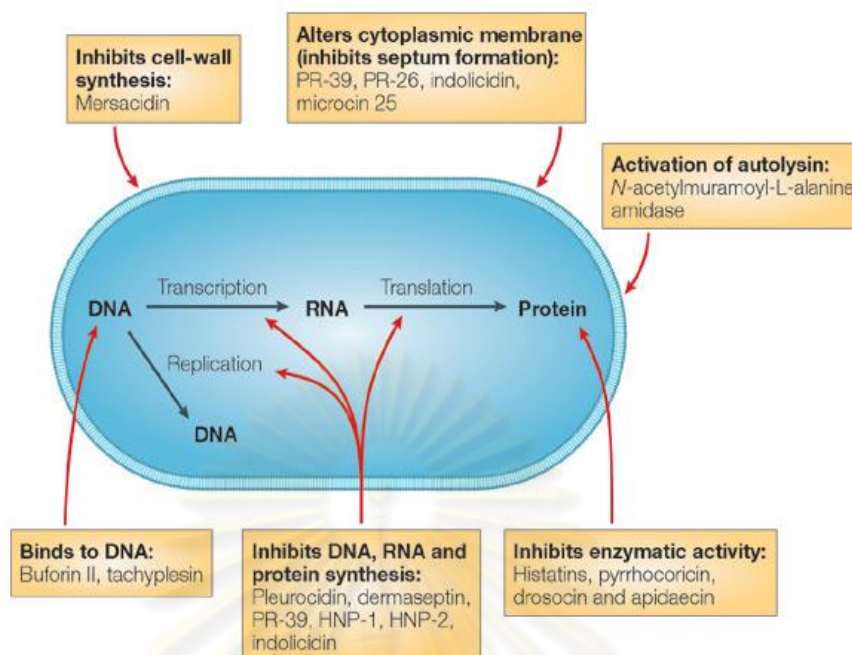 Inhibits cell-wall
synthesis:
Mersacidin
Alters cytoplasmic membrane
(inhibits septum formation):
PR-39, PR-26, indolicidin,
microcin 25
Activation of autolysin:
N-acetylmuramoyl-L-alanine
amidase
Transcription
Translation
DNA
RNA
Protein
Replication
DNA
Binds to DNA:
Buforin II, tachyplesin
Inhibits DNA, RNA and
protein synthesis:
Pleurocidin, dermaseptin,
PR-39, HNP-1, HNP-2,
indolicidin
Inhibits enzymatic activity:
Histatins, pyrrhocoricin,
drosocin and apidaecin